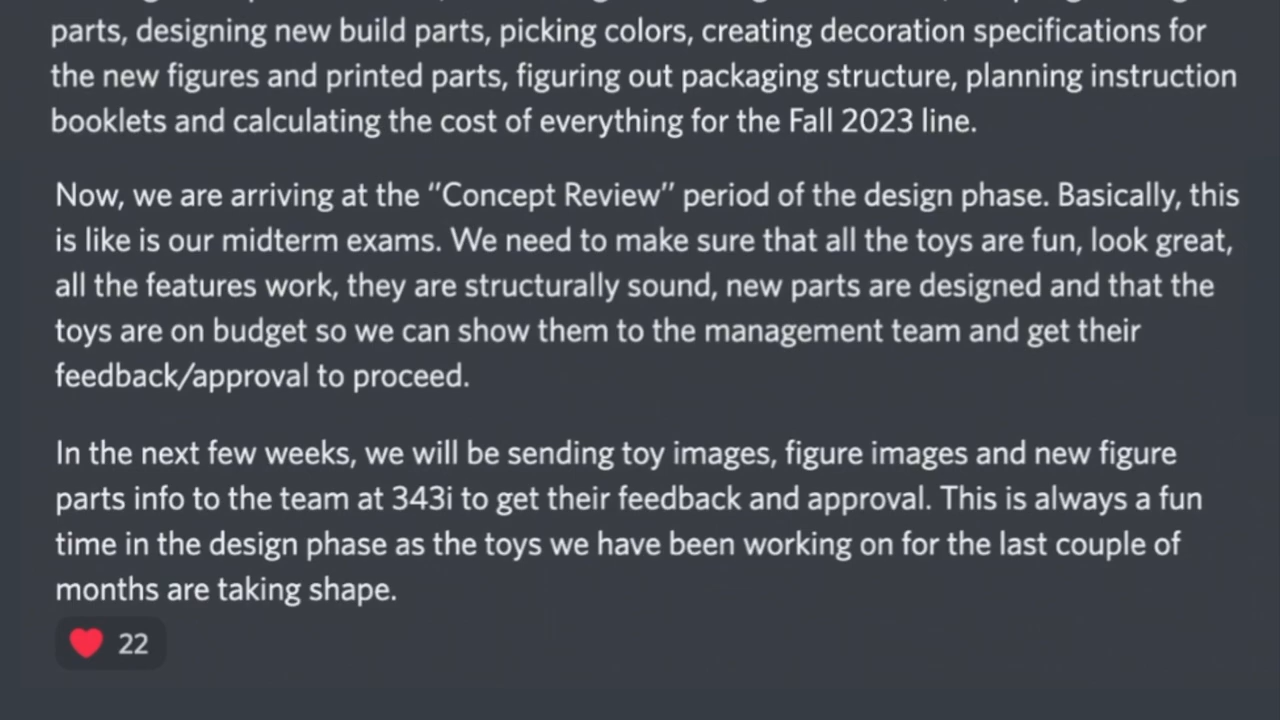 parts, designing new build parts, picking colors, creating decoration specifications for
the new figures and printed parts, figuring out packaging structure, planning instruction
booklets and calculating the cost of everything for the Fall 2023 line.
Now, we are arriving at the “Concept Review” period of the design phase. Basically, this
is like is our midterm exams. We need to make sure that all the toys are fun, look great,
all the features work, they are structurally sound, new parts are designed and that the
toys are on budget so we can show them to the management team and get their
feedback/approval to proceed.
In the next few weeks, we will be sending toy images, figure images and new figure
parts info to the team at 343i to get their feedback and approval. This is always a fun
time in the design phase as the toys we have been working on for the last couple of
months are taking shape.
22